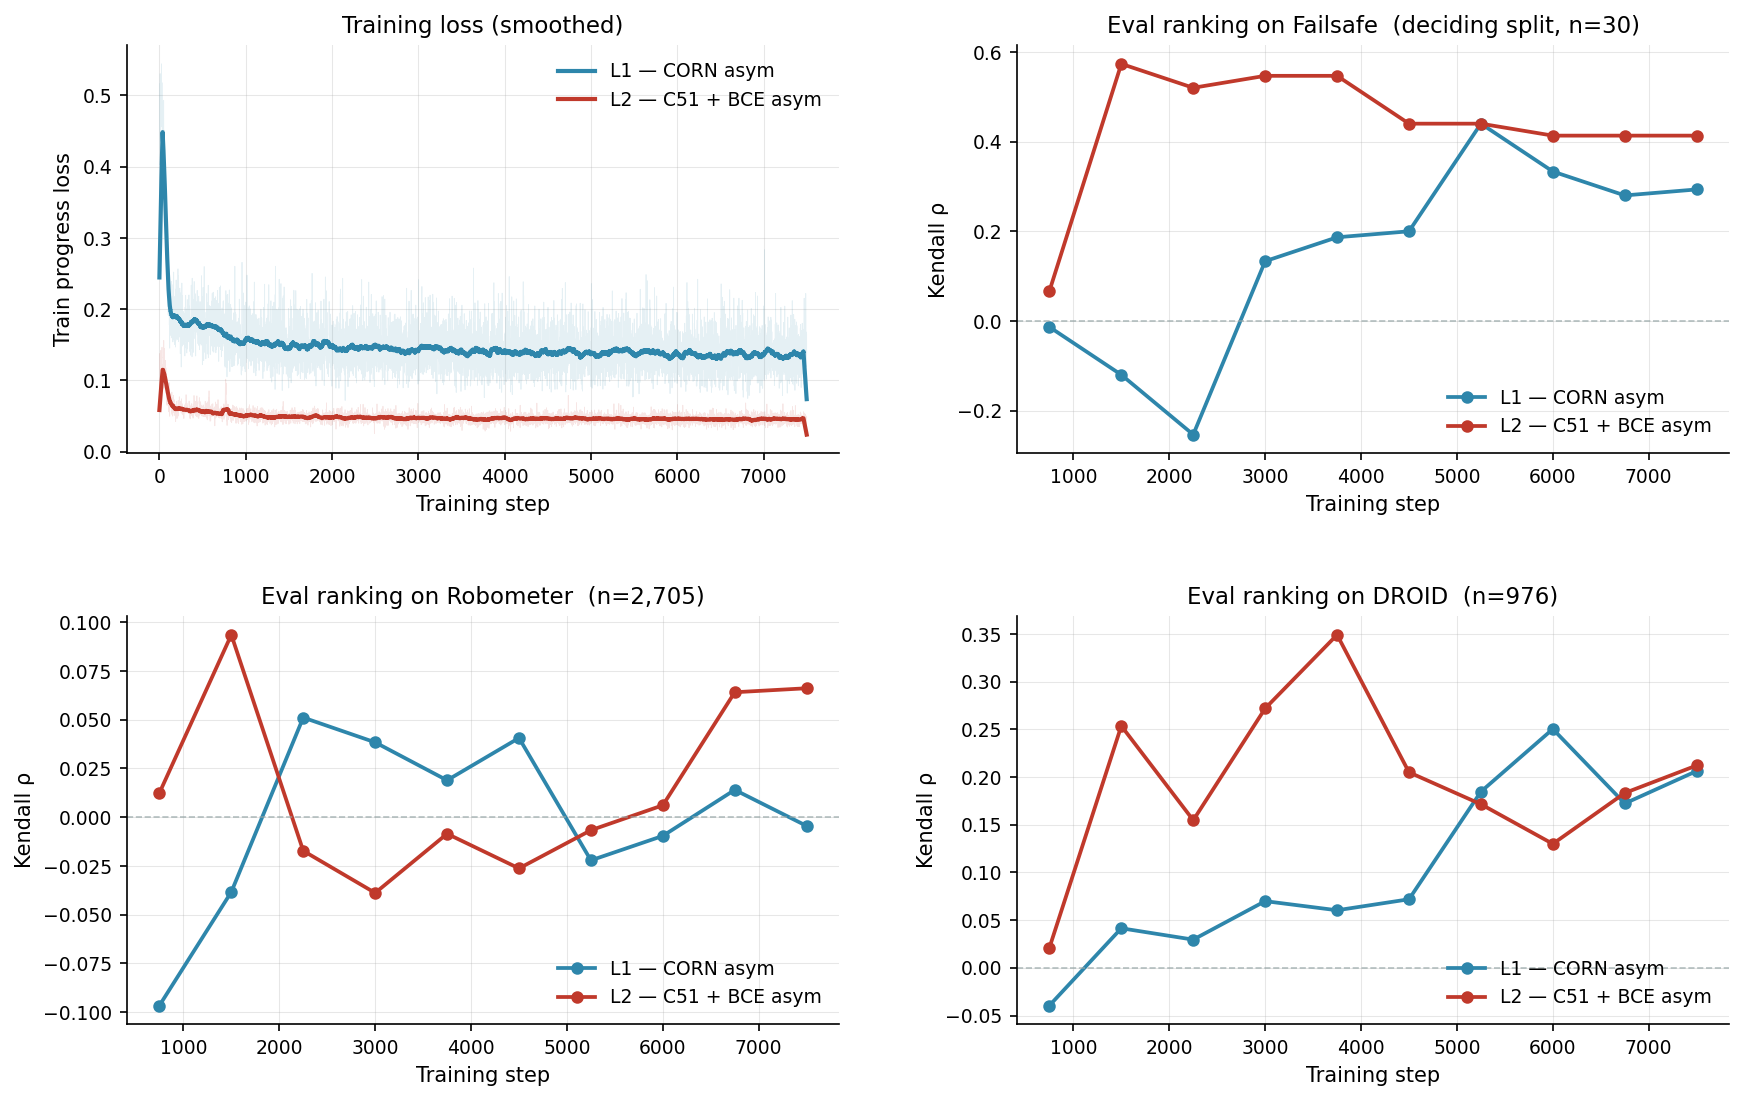 Training loss (smoothed)
Train progress loss
0.5
0.4
0.3
0.2
0.1
0.0
L1 — CORN asym
L2 — C51 + BCE asym
0 1000 2000 3000 4000 5000 6000 7000
Training step
Eval ranking on Failsafe (deciding split, n=30)
Kendall ρ
0.6
0.4
0.2
0.0
−0.2
L1 — CORN asym
L2 — C51 + BCE asym
1000 2000 3000 4000 5000 6000 7000
Training step
Eval ranking on Robometer (n=2,705)
Kendall ρ
0.100
0.075
0.050
0.025
0.000
−0.025
−0.050
−0.075
−0.100
L1 — CORN asym
L2 — C51 + BCE asym
1000 2000 3000 4000 5000 6000 7000
Training step
Eval ranking on DROID (n=976)
Kendall ρ
0.35
0.30
0.25
0.20
0.15
0.10
0.05
0.00
−0.05
L1 — CORN asym
L2 — C51 + BCE asym
1000 2000 3000 4000 5000 6000 7000
Training step